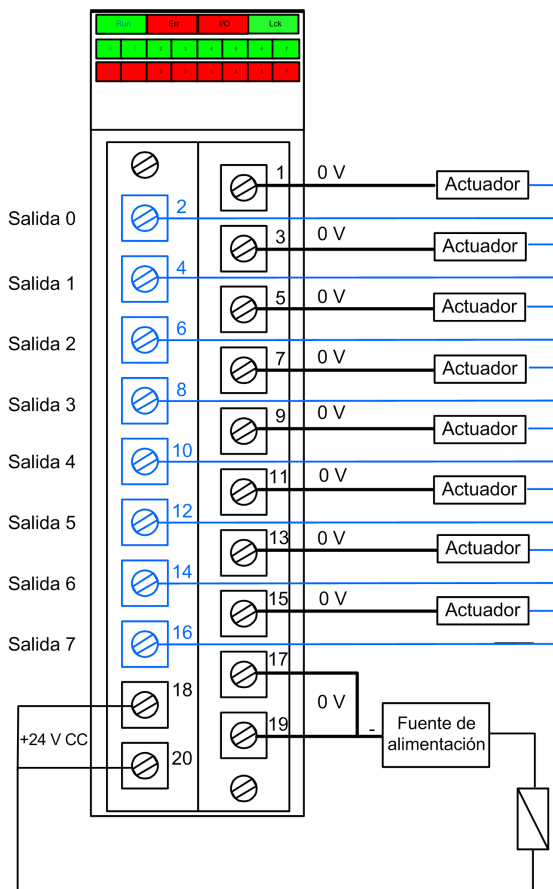 Run Err I/O Lck
1 0 V Actuador
Salida 0 2
3 0 V Actuador
Salida 1 4
5 0 V Actuador
Salida 2 6
7 0 V Actuador
Salida 3 8
9 0 V Actuador
Salida 4 10
11 0 V Actuador
Salida 5 12
13 0 V Actuador
Salida 6 14
15 0 V Actuador
Salida 7 16
17
18
0 V
19 -
Fuente de
alimentación
+24 V CC
20